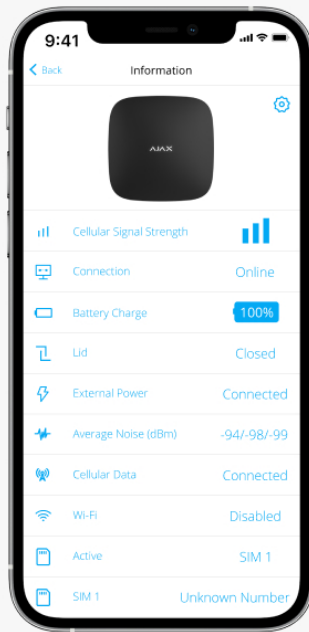 9:41
Back Information
AJAX
Cellular Signal Strength
Connection Online
Battery Charge 100%
Lid Closed
External Power Connected
Average Noise (dBm) -94/-98/-99
Cellular Data Connected
Wi-Fi Disabled
Active SIM 1
SIM 1 Unknown Number